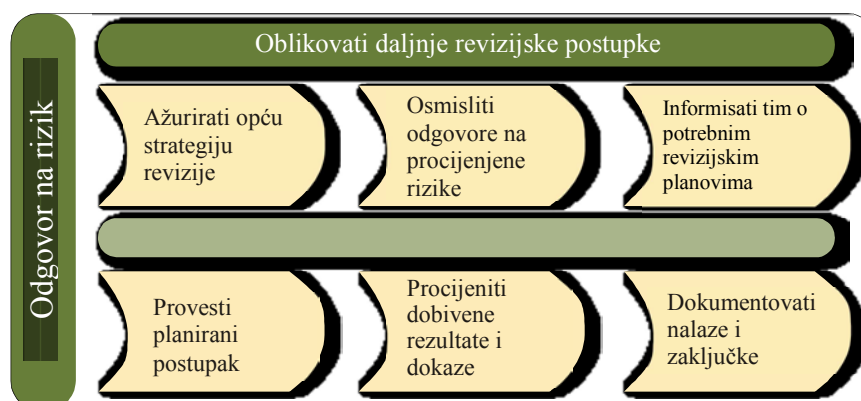 Odgovor na rizik
Oblikovati daljnje revizijske postupke
Ažurirati opću
strategiju
revizije
Osmisliti
odgovore na
procijenjene
rizike
Informisati tim o
potrebnim
revizijskim
planovima
Provesti
planirani
postupak
Procijeniti
dobivene
rezultate i
dokaze
Dokumentovati
nalaze i
zaključke